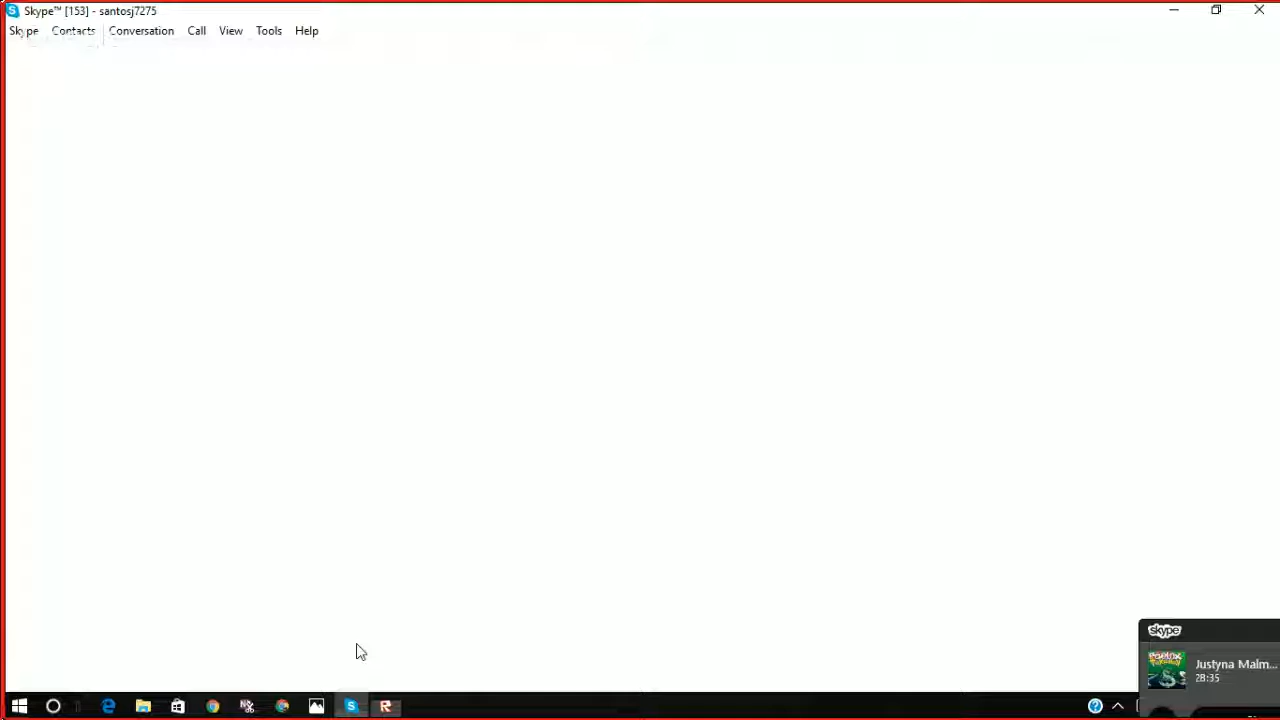 Skype™ [153] - santosj7275
Skype Contacts Conversation Call View Tools Help
skype
Justyna Malm...
28:35